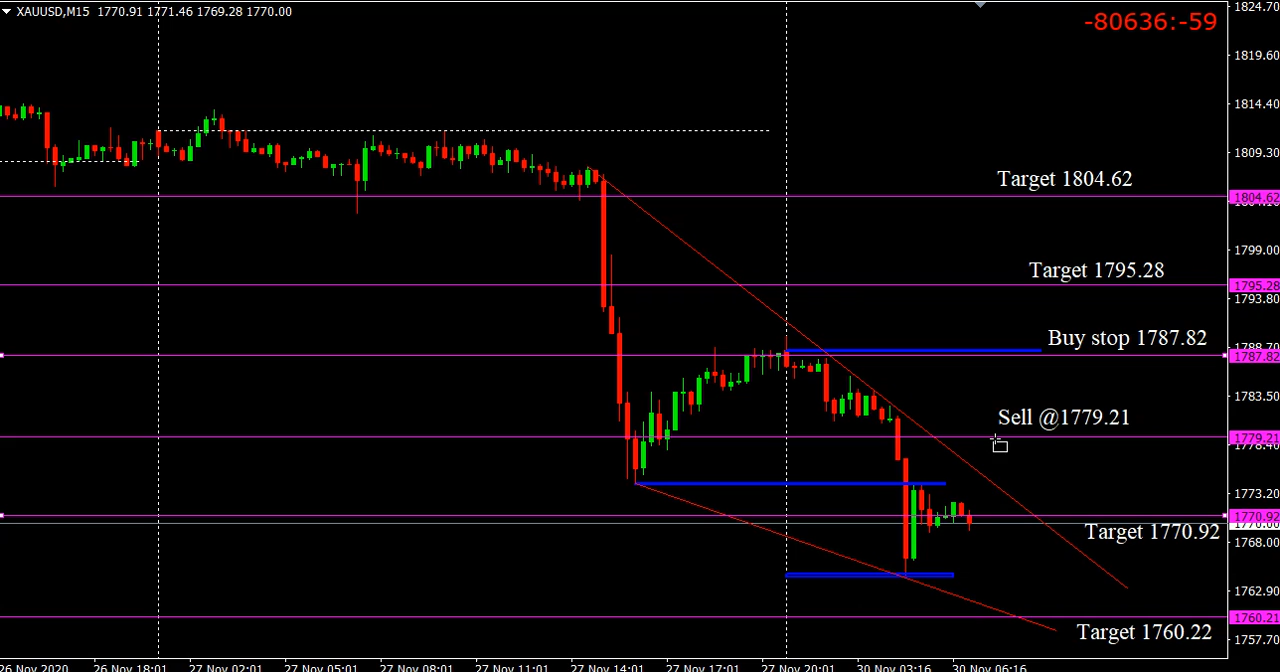 XAUUSD,M15 1770.91 1771.46 1769.28 1770.00
-80636:-59
1824.70
1819.60
1814.40
1809.30
Target 1804.62
1804.62
Target 1795.28
1799.00
1795.28
1793.80
Buy stop 1787.82
1787.82
1783.50
Sell @1779.21
1779.21
1773.20
1770.92
1770.00
Target 1770.92
1768.00
1762.90
1760.21
Target 1760.22
1757.70
26 Nov 2020 26 Nov 18:01 27 Nov 02:01 27 Nov 05:01 27 Nov 08:01 27 Nov 11:01 27 Nov 14:01 27 Nov 17:01 27 Nov 20:01 30 Nov 03:16 30 Nov 06:16